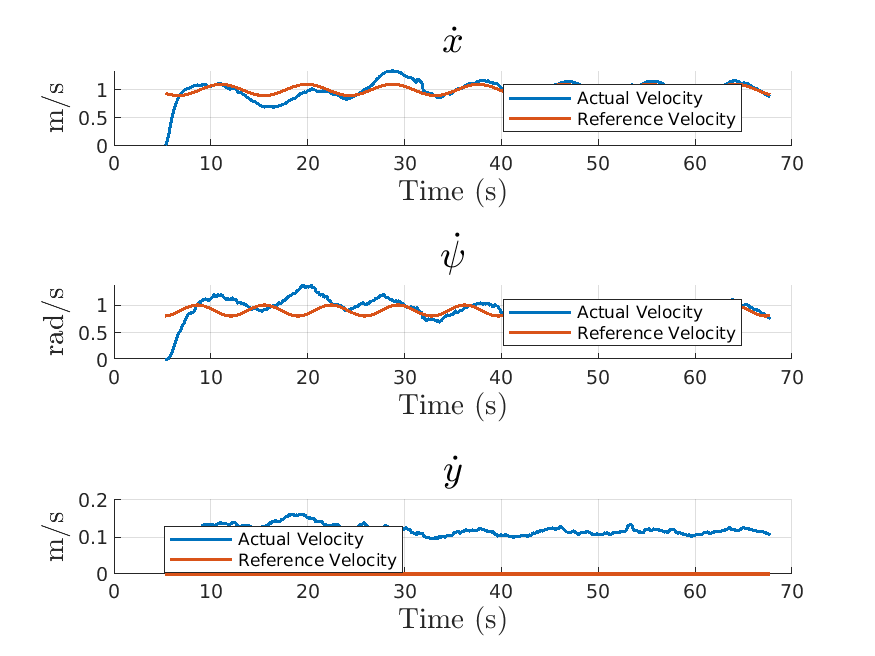 ẋ
m/s
1
0.5
0
Actual Velocity
Reference Velocity
0 10 20 30 40 50 60 70
Time (s)
ψ̇
rad/s
1
0.5
0
Actual Velocity
Reference Velocity
0 10 20 30 40 50 60 70
Time (s)
ẏ
m/s
0.2
0.1
0
Actual Velocity
Reference Velocity
0 10 20 30 40 50 60 70
Time (s)